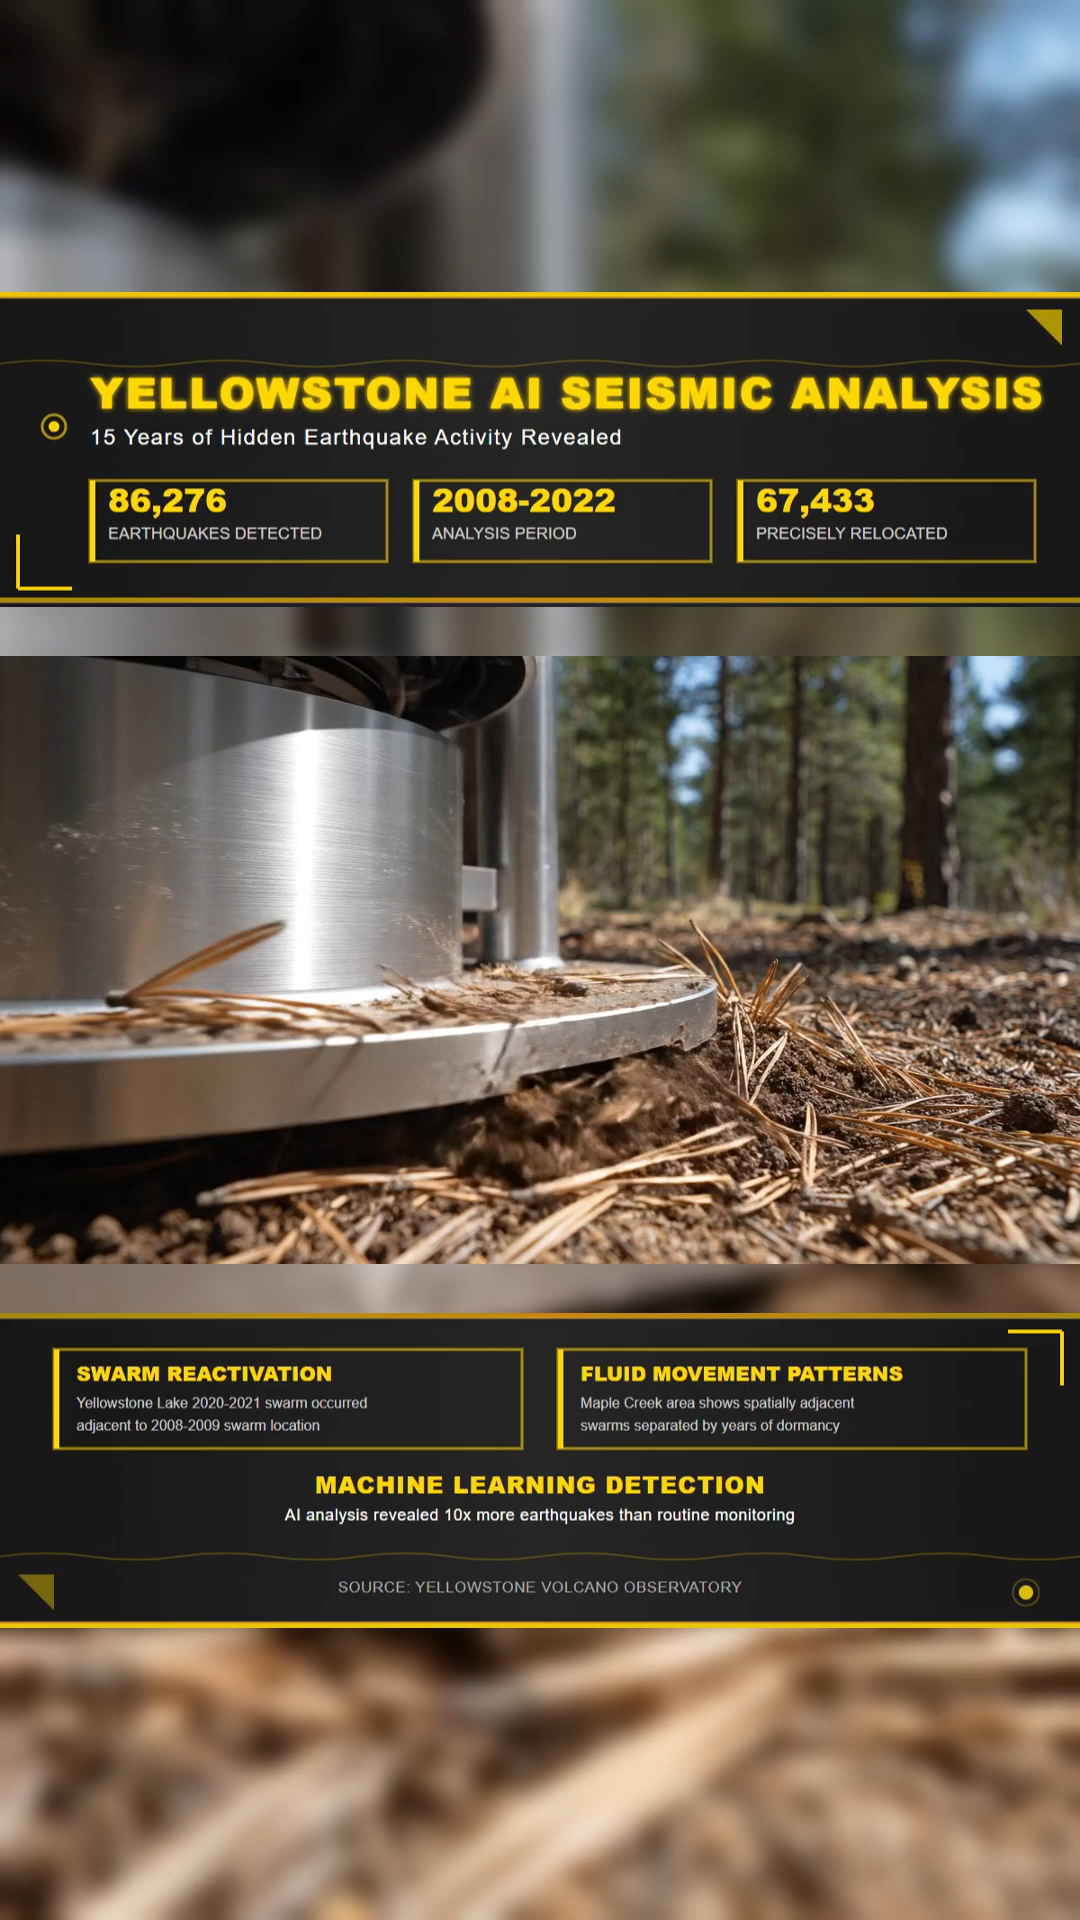 YELLOWSTONE AI SEISMIC ANALYSIS
15 Years of Hidden Earthquake Activity Revealed
86,276
EARTHQUAKES DETECTED
2008-2022
ANALYSIS PERIOD
67,433
PRECISELY RELOCATED
SWARM REACTIVATION
Yellowstone Lake 2020-2021 swarm occurred
adjacent to 2008-2009 swarm location
FLUID MOVEMENT PATTERNS
Maple Creek area shows spatially adjacent
swarms separated by years of dormancy
MACHINE LEARNING DETECTION
AI analysis revealed 10x more earthquakes than routine monitoring
SOURCE: YELLOWSTONE VOLCANO OBSERVATORY